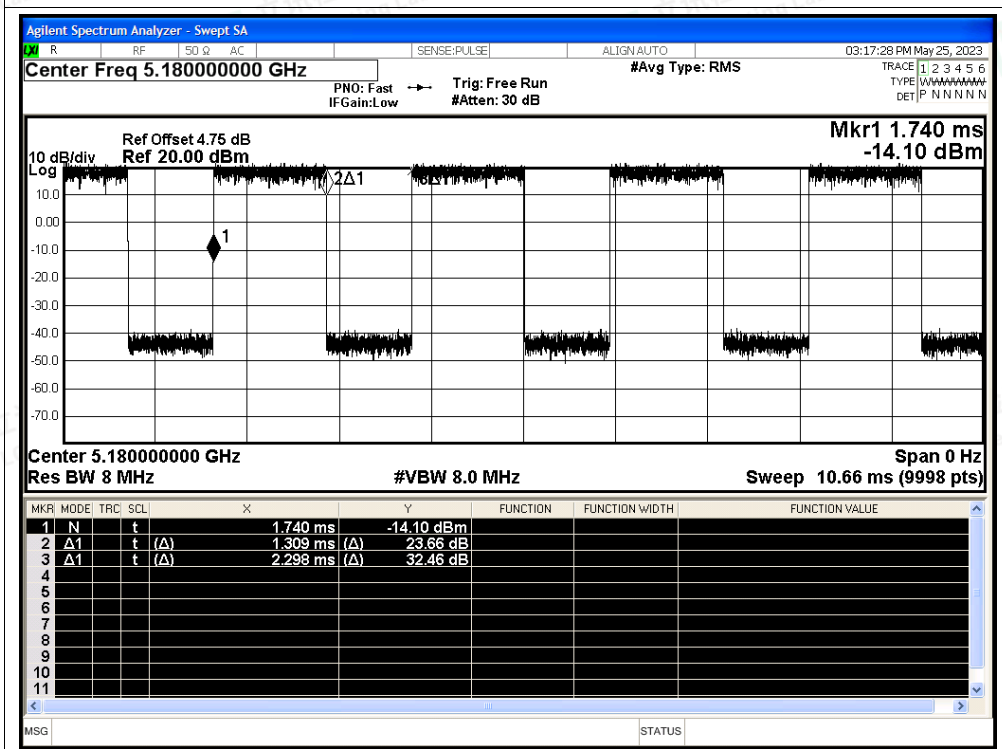 Agilent Spectrum Analyzer - Swept SA
LXI R RF 50 Ω AC SENSE:PULSE ALIGN AUTO 03:17:28 PM May 25, 2023
Center Freq 5.180000000 GHz #Avg Type: RMS TRACE 1 2 3 4 5 6
PNO: Fast Trig: Free Run TYPE
IFGain:Low #Atten: 30 dB DET P N N N N N
Mkr1 1.740 ms
Ref Offset 4.75 dB
10 dB/div Ref 20.00 dBm -14.10 dBm
Log
2Δ1
10.0
0.00
1
-10.0
-20.0
-30.0
-40.0
-50.0
-60.0
-70.0
Center 5.180000000 GHz Span 0 Hz
Res BW 8 MHz #VBW 8.0 MHz Sweep 10.66 ms (9998 pts)
MKR MODE TRC SCL X Y FUNCTION FUNCTION WIDTH FUNCTION VALUE
1 N t 1.740 ms -14.10 dBm
2 Δ1 t (Δ) 1.309 ms (Δ) 23.66 dB
3 Δ1 t (Δ) 2.298 ms (Δ) 32.46 dB
4
5
6
7
8
9
10
11
MSG STATUS